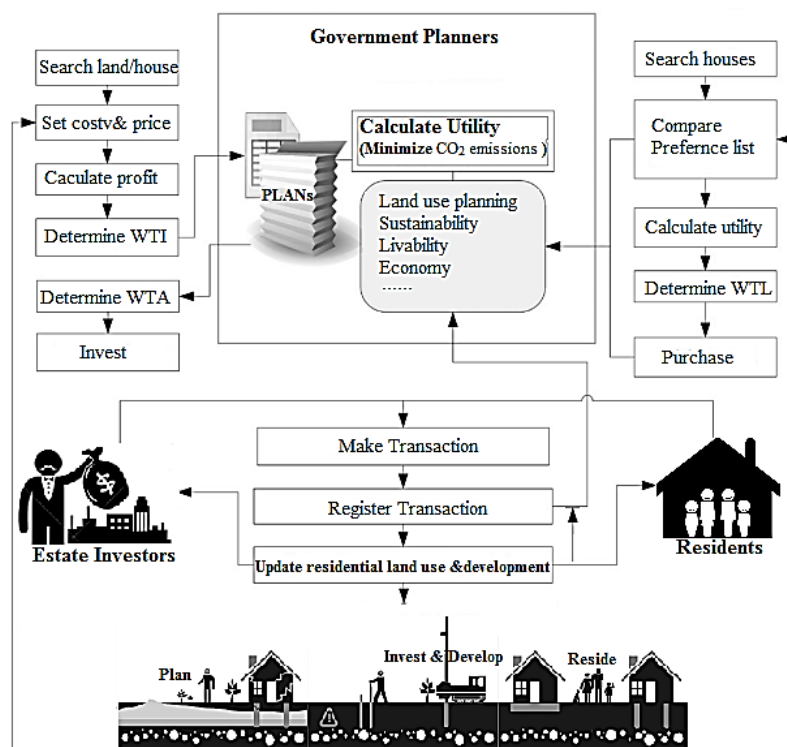 Government Planners
Search land/house
Set costv& price
Caculate profit
Determine WTI
Determine WTA
Invest
PLANs
Calculate Utility
(Minimize CO2 emissions )
Land use planning
Sustainability
Livability
Economy
......
Search houses
Compare
Prefernce list
Calculate utility
Determine WTL
Purchase
Make Transaction
Register Transaction
Update residential land use &development
Estate Investors
Residents
Plan
Invest & Develop
Reside